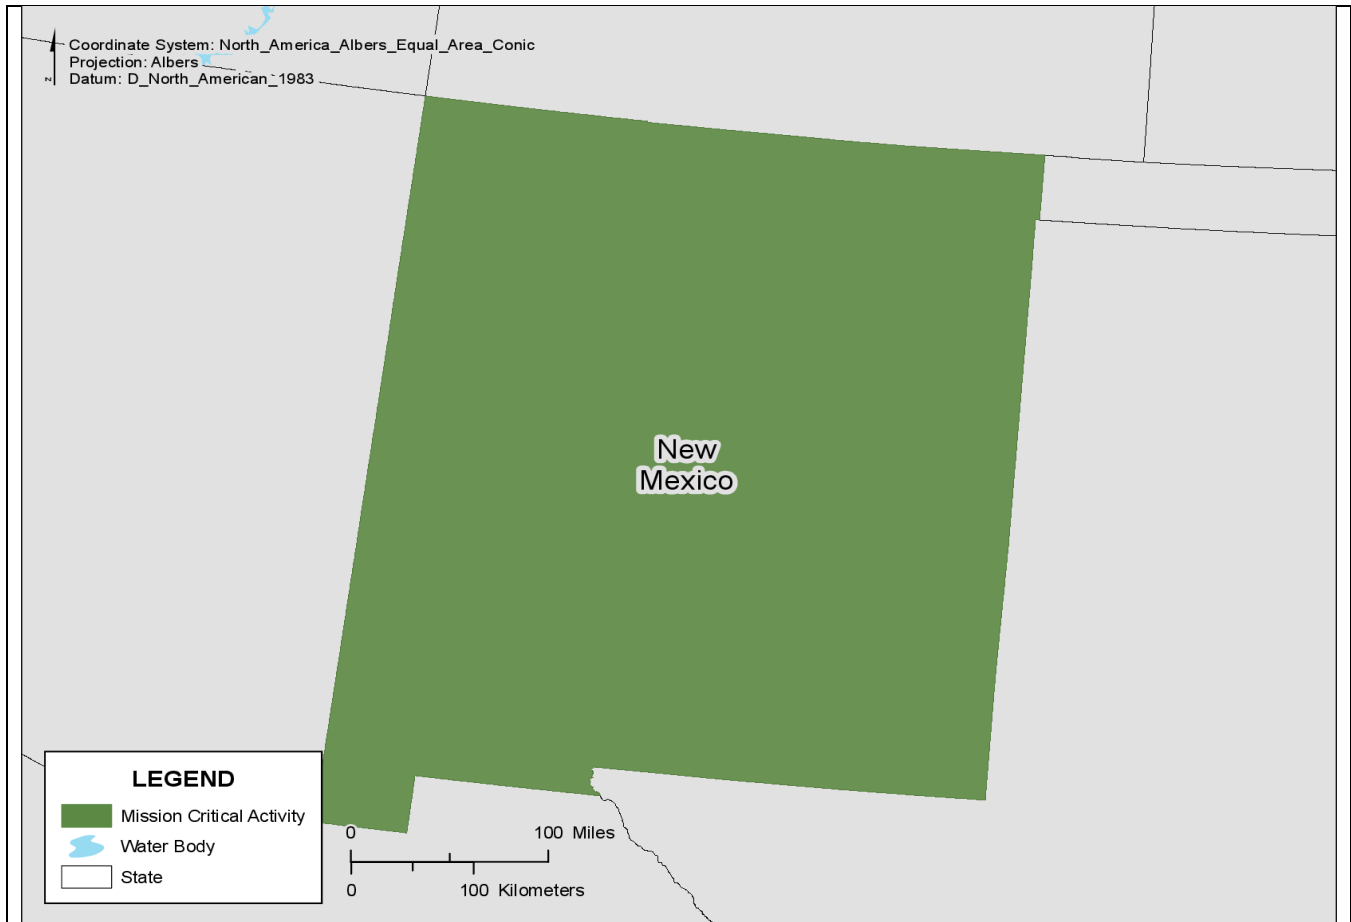 Coordinate System: North_America_Albers_Equal_Area_Conic
Projection: Albers
Datum: D_North_American_1983
N
New
Mexico
LEGEND
Mission Critical Activity
Water Body
State
0 100 Miles
0 100 Kilometers